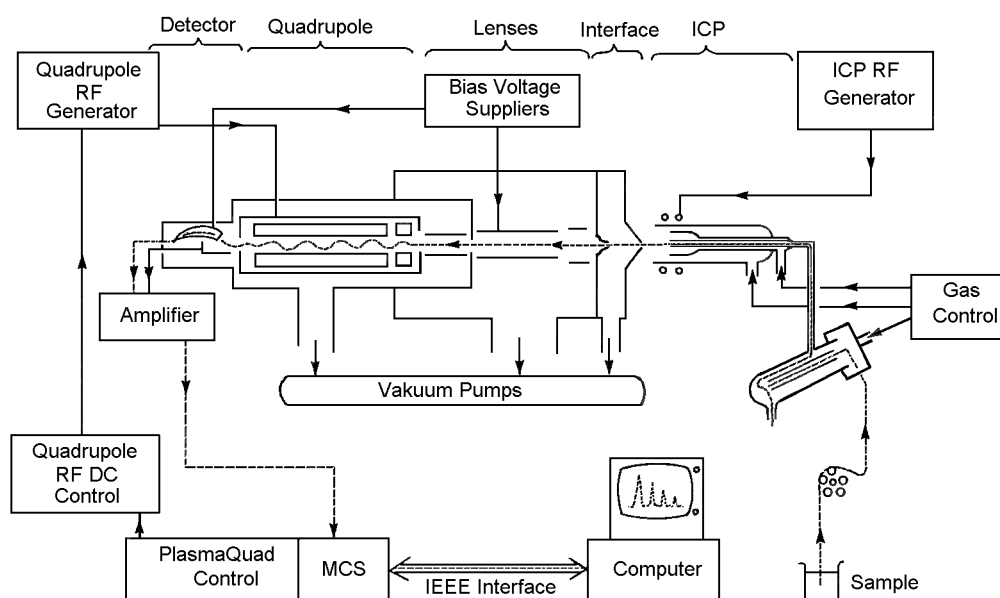 Detector
Quadrupole
Lenses
Interface
ICP
Quadrupole
RF
Generator
Bias Voltage
Suppliers
ICP RF
Generator
Amplifier
Gas
Control
Vakuum Pumps
Quadrupole
RF DC
Control
PlasmaQuad
Control
MCS
IEEE Interface
Computer
Sample